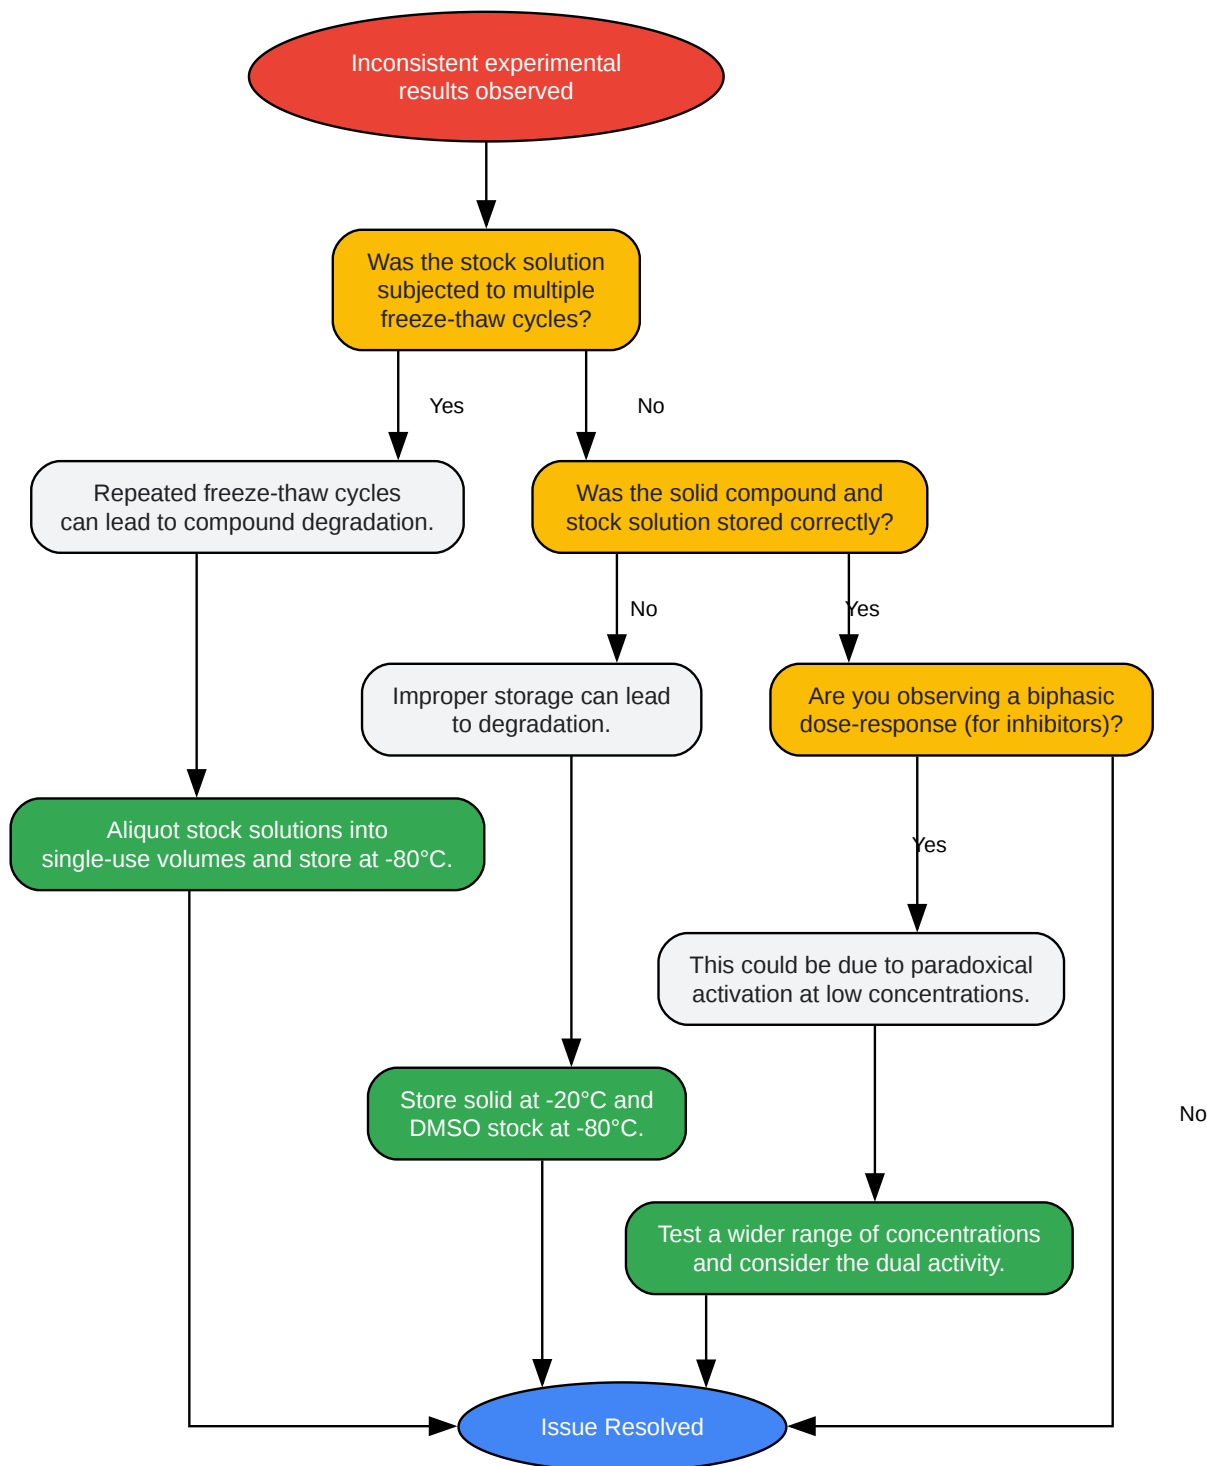 Inconsistent experimental
results observed
Was the stock solution
subjected to multiple
freeze-thaw cycles?
Yes
No
Repeated freeze-thaw cycles
can lead to compound degradation.
Was the solid compound and
stock solution stored correctly?
No
Yes
Improper storage can lead
to degradation.
Are you observing a biphasic
dose-response (for inhibitors)?
Aliquot stock solutions into
single-use volumes and store at -80°C.
Yes
This could be due to paradoxical
activation at low concentrations.
Store solid at -20°C and
DMSO stock at -80°C.
No
Test a wider range of concentrations
and consider the dual activity.
Issue Resolved